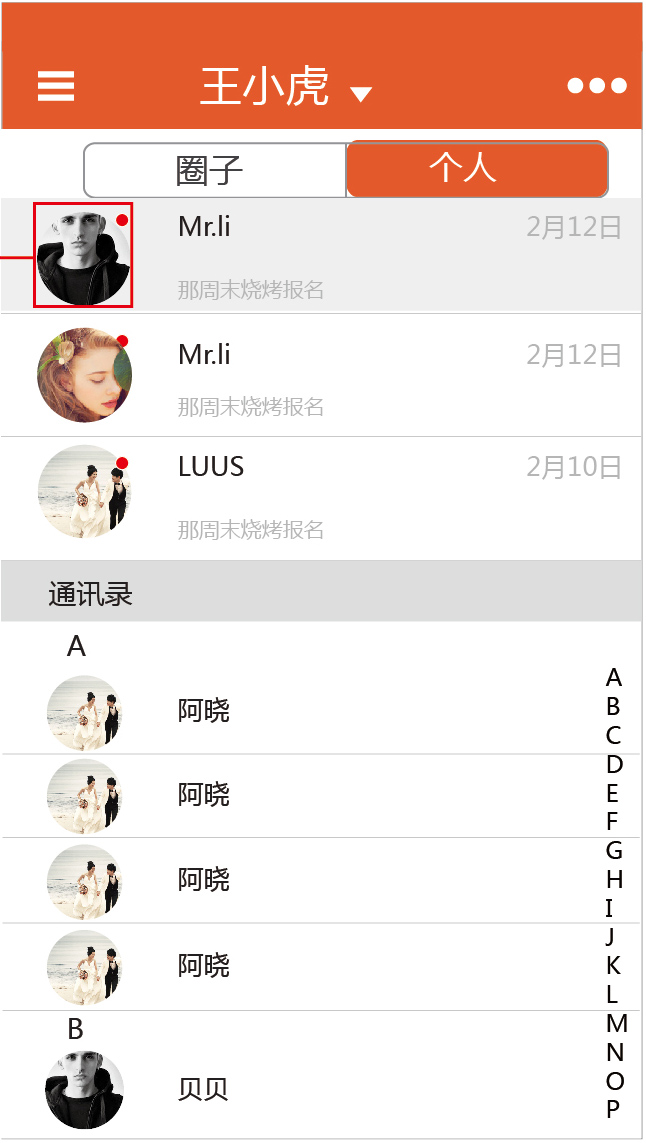 王小虎
圈子 个人
Mr.li 2月12日
那周末烧烤报名
Mr.li 2月12日
那周末烧烤报名
LUUS 2月10日
那周末烧烤报名
通讯录
A
阿晓
阿晓
阿晓
阿晓
B
贝贝
A
B
C
D
E
F
G
H
I
J
K
L
M
N
O
P